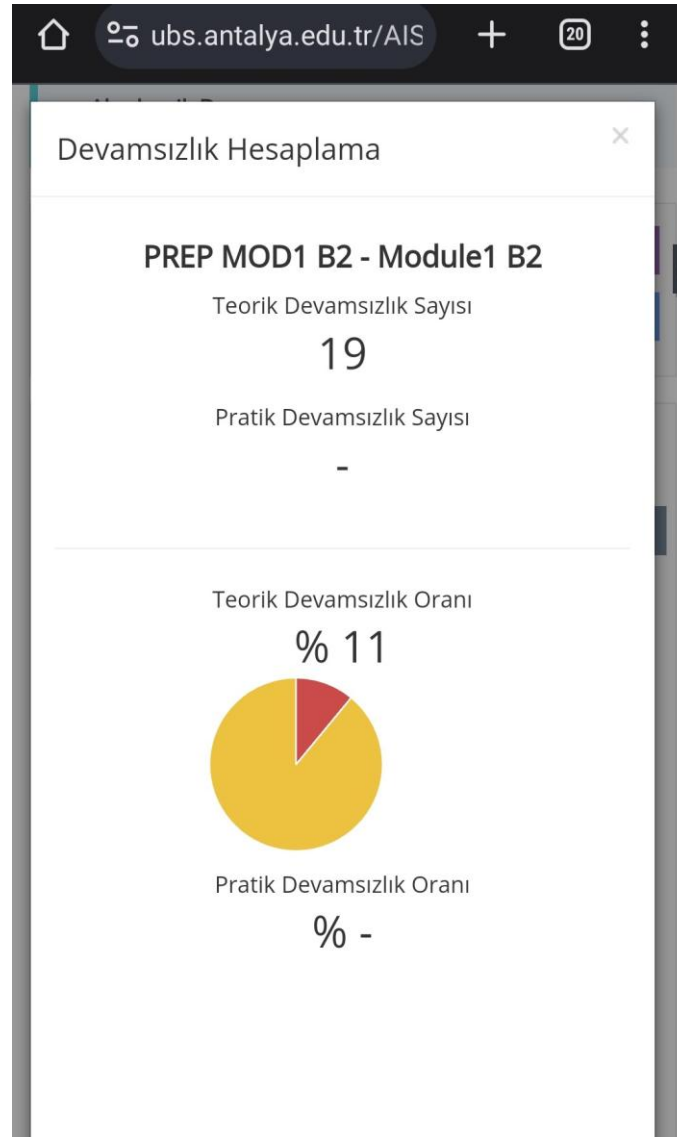 ubs.antalya.edu.tr/AIS
20
Devamsızlık Hesaplama
×
PREP MOD1 B2 - Module1 B2
Teorik Devamsızlık Sayısı
19
Pratik Devamsızlık Sayısı
-
Teorik Devamsızlık Oranı
% 11
Pratik Devamsızlık Oranı
% -